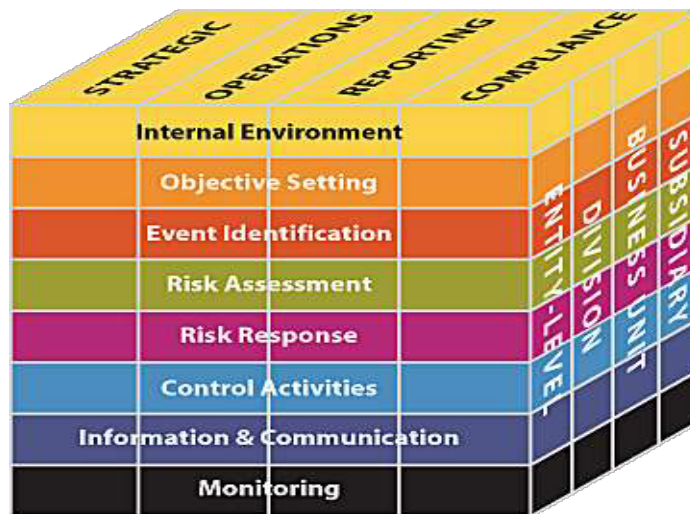 STRATEGIC
OPERATIONS
REPORTING
COMPLIANCE
Internal Environment
Objective Setting
Event Identification
Risk Assessment
Risk Response
Control Activities
Information & Communication
Monitoring
ENTITY-LEVEL
DIVISION
BUSINESS UNIT
SUBSIDIARY